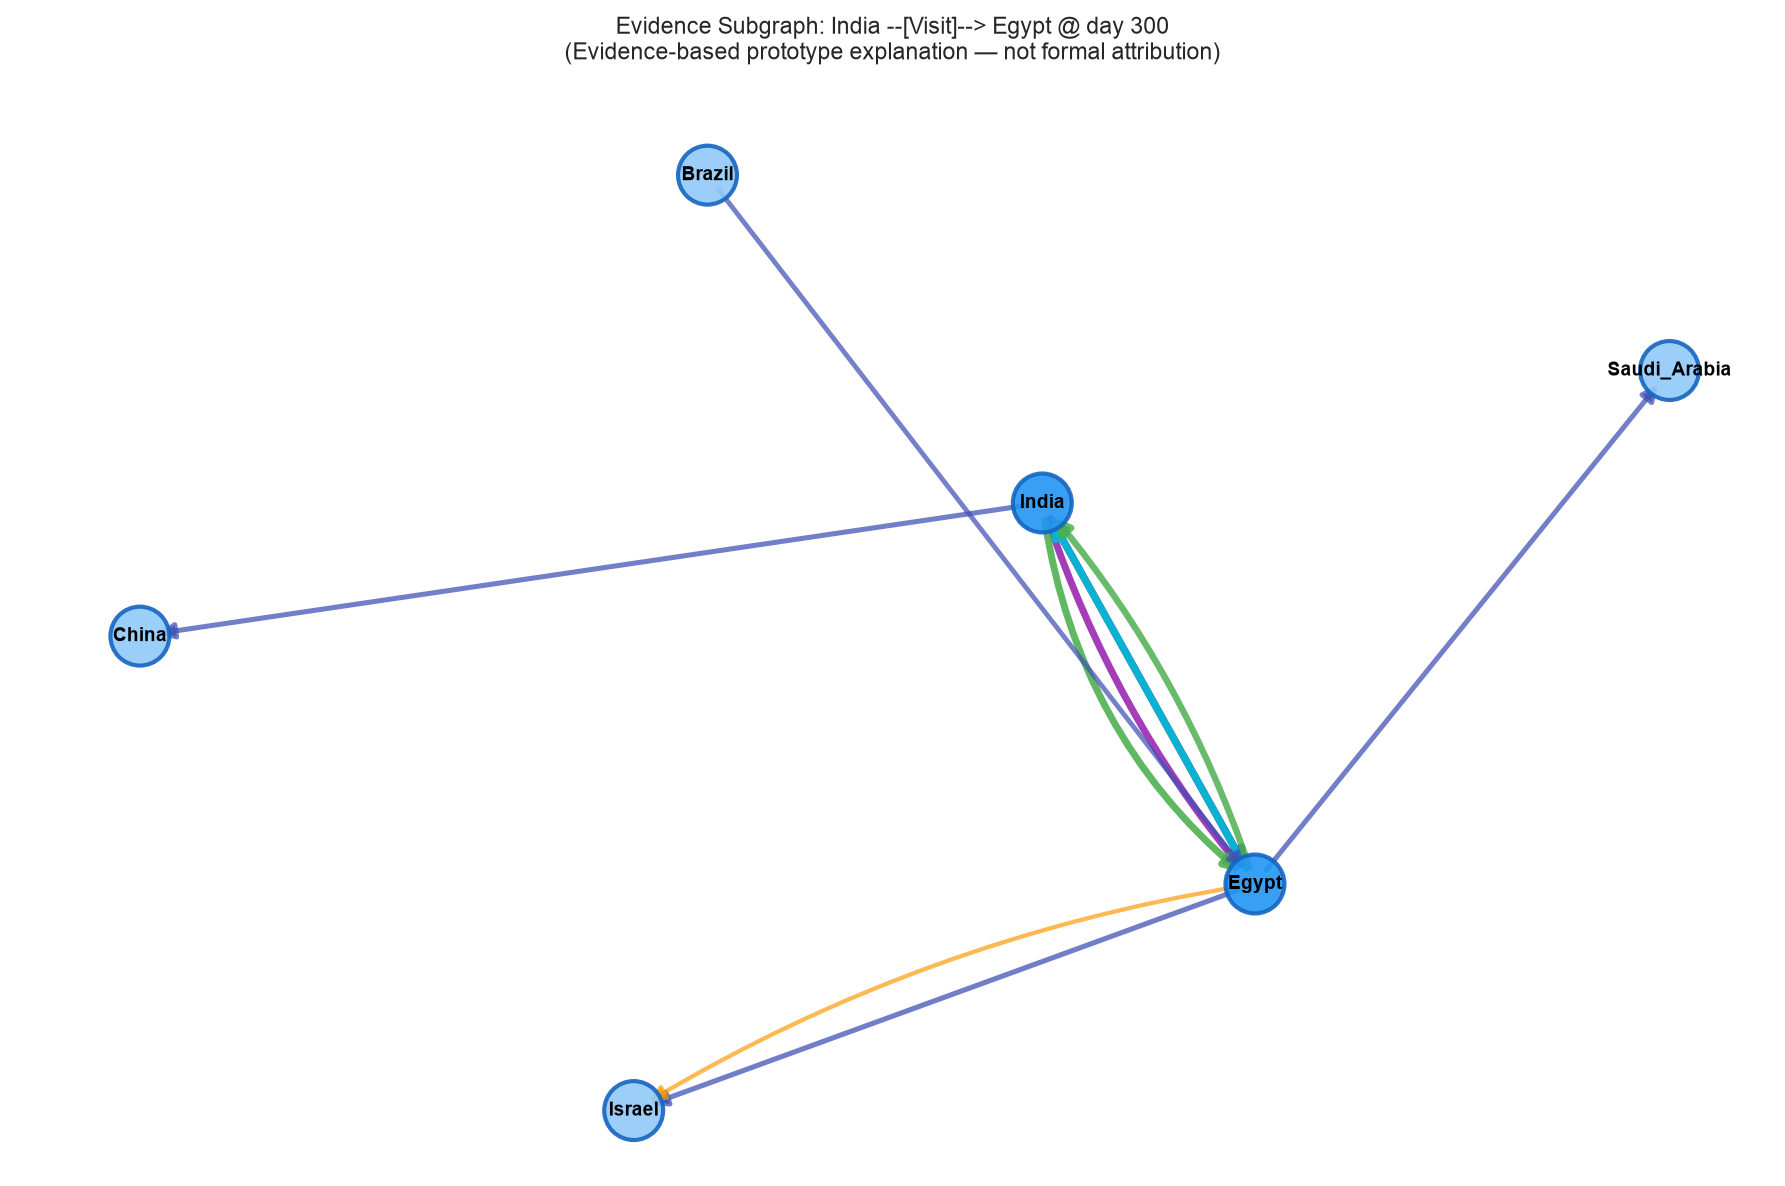 Evidence Subgraph: India --[Visit]--> Egypt @ day 300
(Evidence-based prototype explanation — not formal attribution)
Brazil
Saudi_Arabia
India
China
Egypt
Israel